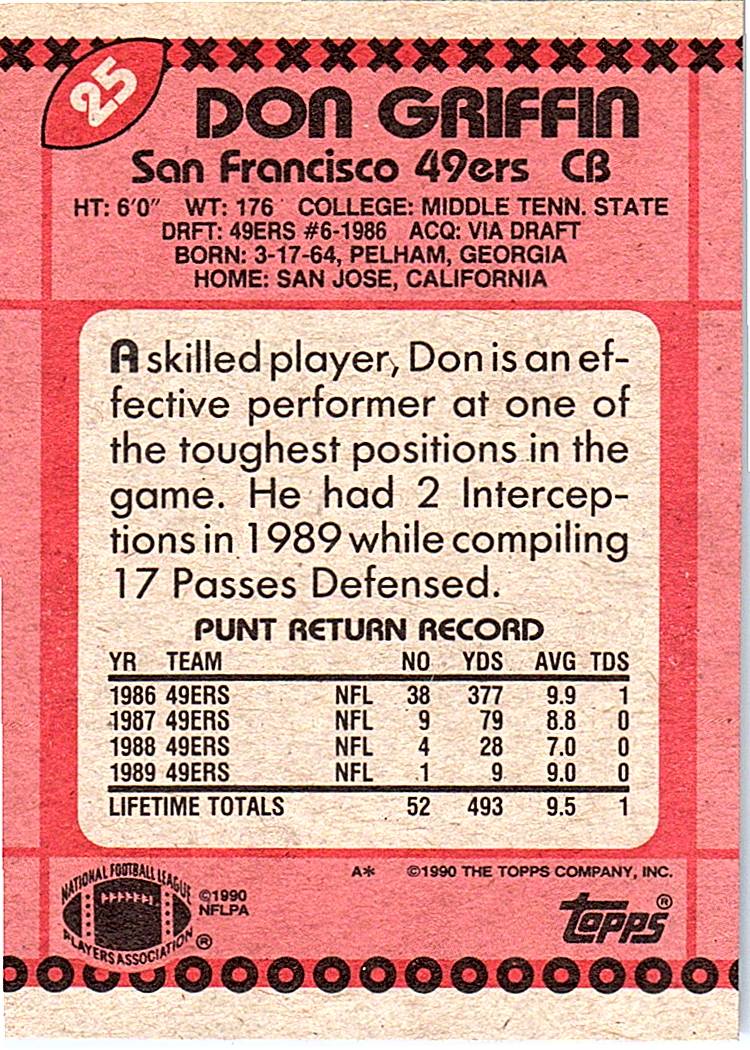 25
DON GRIFFIN
San Francisco 49ers CB
HT: 6'0" WT: 176 COLLEGE: MIDDLE TENN. STATE
DRFT: 49ERS #6-1986 ACQ: VIA DRAFT
BORN: 3-17-64, PELHAM, GEORGIA
HOME: SAN JOSE, CALIFORNIA
A skilled player, Don is an ef-
fective performer at one of
the toughest positions in the
game. He had 2 Intercep-
tions in 1989 while compiling
17 Passes Defensed.
PUNT RETURN RECORD
YR TEAM NO YDS AVG TDS
1986 49ERS NFL 38 377 9.9 1
1987 49ERS NFL 9 79 8.8 0
1988 49ERS NFL 4 28 7.0 0
1989 49ERS NFL 1 9 9.0 0
LIFETIME TOTALS 52 493 9.5 1
A* ©1990 THE TOPPS COMPANY, INC.
NATIONAL FOOTBALL LEAGUE
PLAYERS ASSOCIATION ®
©1990
NFLPA
topps®